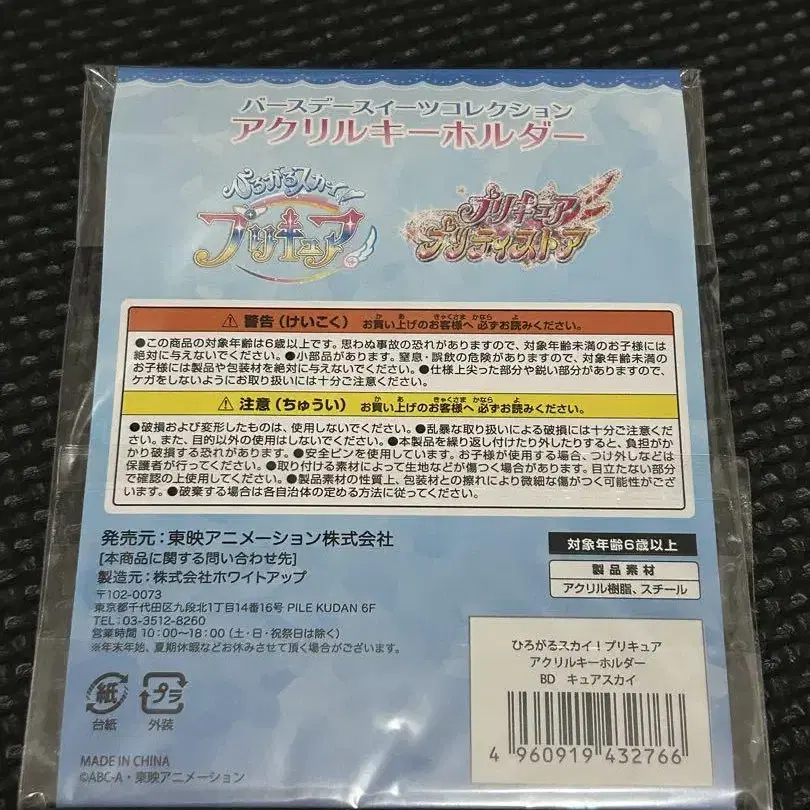 バースデースイーツコレクション
アクリルキーホルダー
ひろがるスカイ!
プリキュア
プリキュア
プリティストア
⚠ 警告(けいこく) お買い上げのお客様へ 必ずお読みください。
●この商品の対象年齢は6歳以上です。思わぬ事故の恐れがありますので、対象年齢未満のお子様には
絶対に与えないでください。●小部品があります。窒息・誤飲の危険がありますので、対象年齢未満の
お子様には製品や包装材を絶対に与えないでください。●仕様上尖った部分や鋭い部分がありますので、
ケガをしないようにお取り扱いには十分ご注意ください。
⚠ 注意(ちゅうい) お買い上げのお客様へ 必ずお読みください。
●破損および変形したものは、使用しないでください。●乱暴な取り扱いによる破損には十分ご注意くださ
い。また、目的以外の使用はしないでください。●本製品を繰り返し付けたり外したりすると、負担がか
かり破損する恐れがあります。●安全ピンを使用しています。お子様が使用する場合、つけ外しなどは
保護者が行ってください。●取り付ける素材によって生地などが傷つく場合があります。目立たない部分
で確認の上使用してください。●製品素材の性質上、包装材との擦れにより微細な傷がつく可能性がござ
います。●破棄する場合は各自治体の定める方法に従ってください。
発売元:東映アニメーション株式会社
[本商品に関する問い合わせ先]
製造元:株式会社ホワイトアップ
〒102-0073
東京都千代田区九段北1丁目14番16号 PILE KUDAN 6F
TEL:03-3512-8260
営業時間 10:00～18:00 (土・日・祝祭日は除く)
※年末年始、夏期休暇などお休みさせて頂く場合がございます。
対象年齢6歳以上
製品素材
アクリル樹脂、スチール
ひろがるスカイ!プリキュア
アクリルキーホルダー
BD キュアスカイ
4 960919 432766
紙
台紙
プラ
外装
MADE IN CHINA
©ABC-A・東映アニメーション